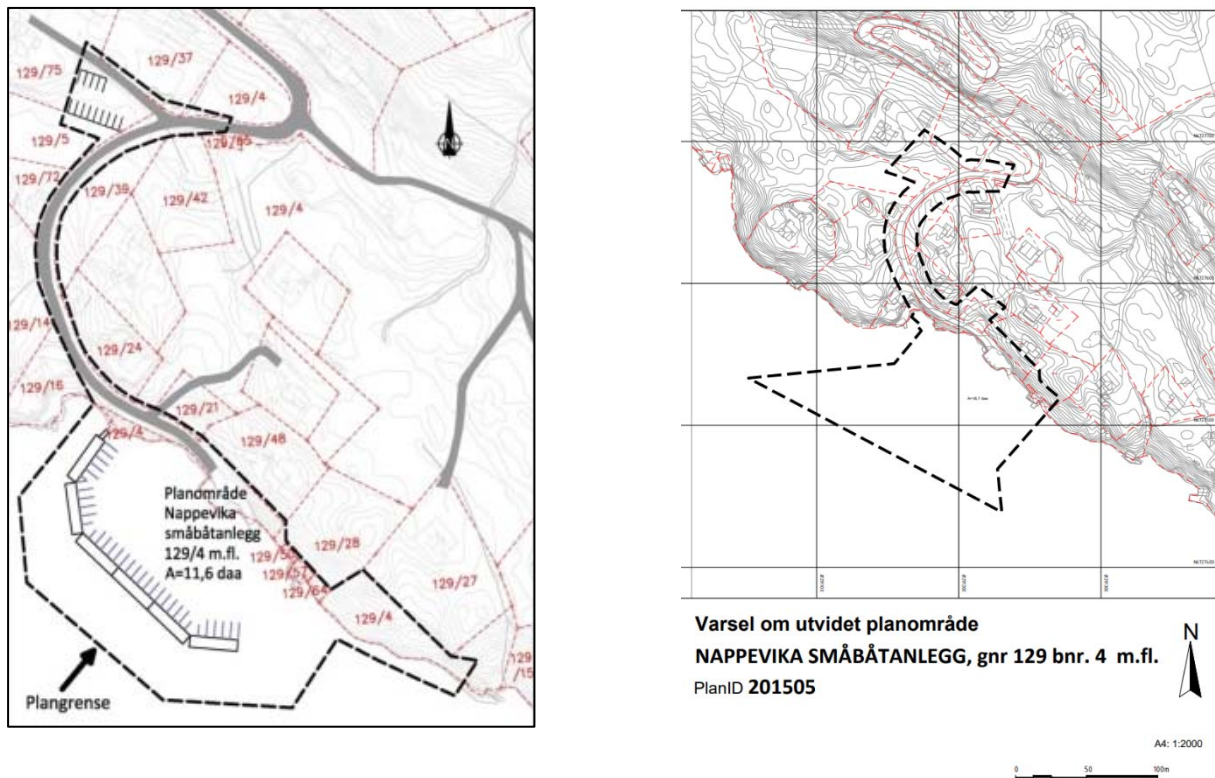 129/75
129/37
129/4
129/5
129/72
129/39
129/42
129/4
129/14
129/24
129/16
129/21
129/4
129/48
Planområde
Nappevika
småbåtanlegg
129/4 m.fl.
A=11,6 daa
129/28
129/27
129/64
129/4
129
/15
Plangrense
N
Varsel om utvidet planområde
NAPPEVIKA SMÅBÅTANLEGG, gnr 129 bnr. 4 m.fl.
PlanID 201505
N
A4: 1:2000
0 50 100m